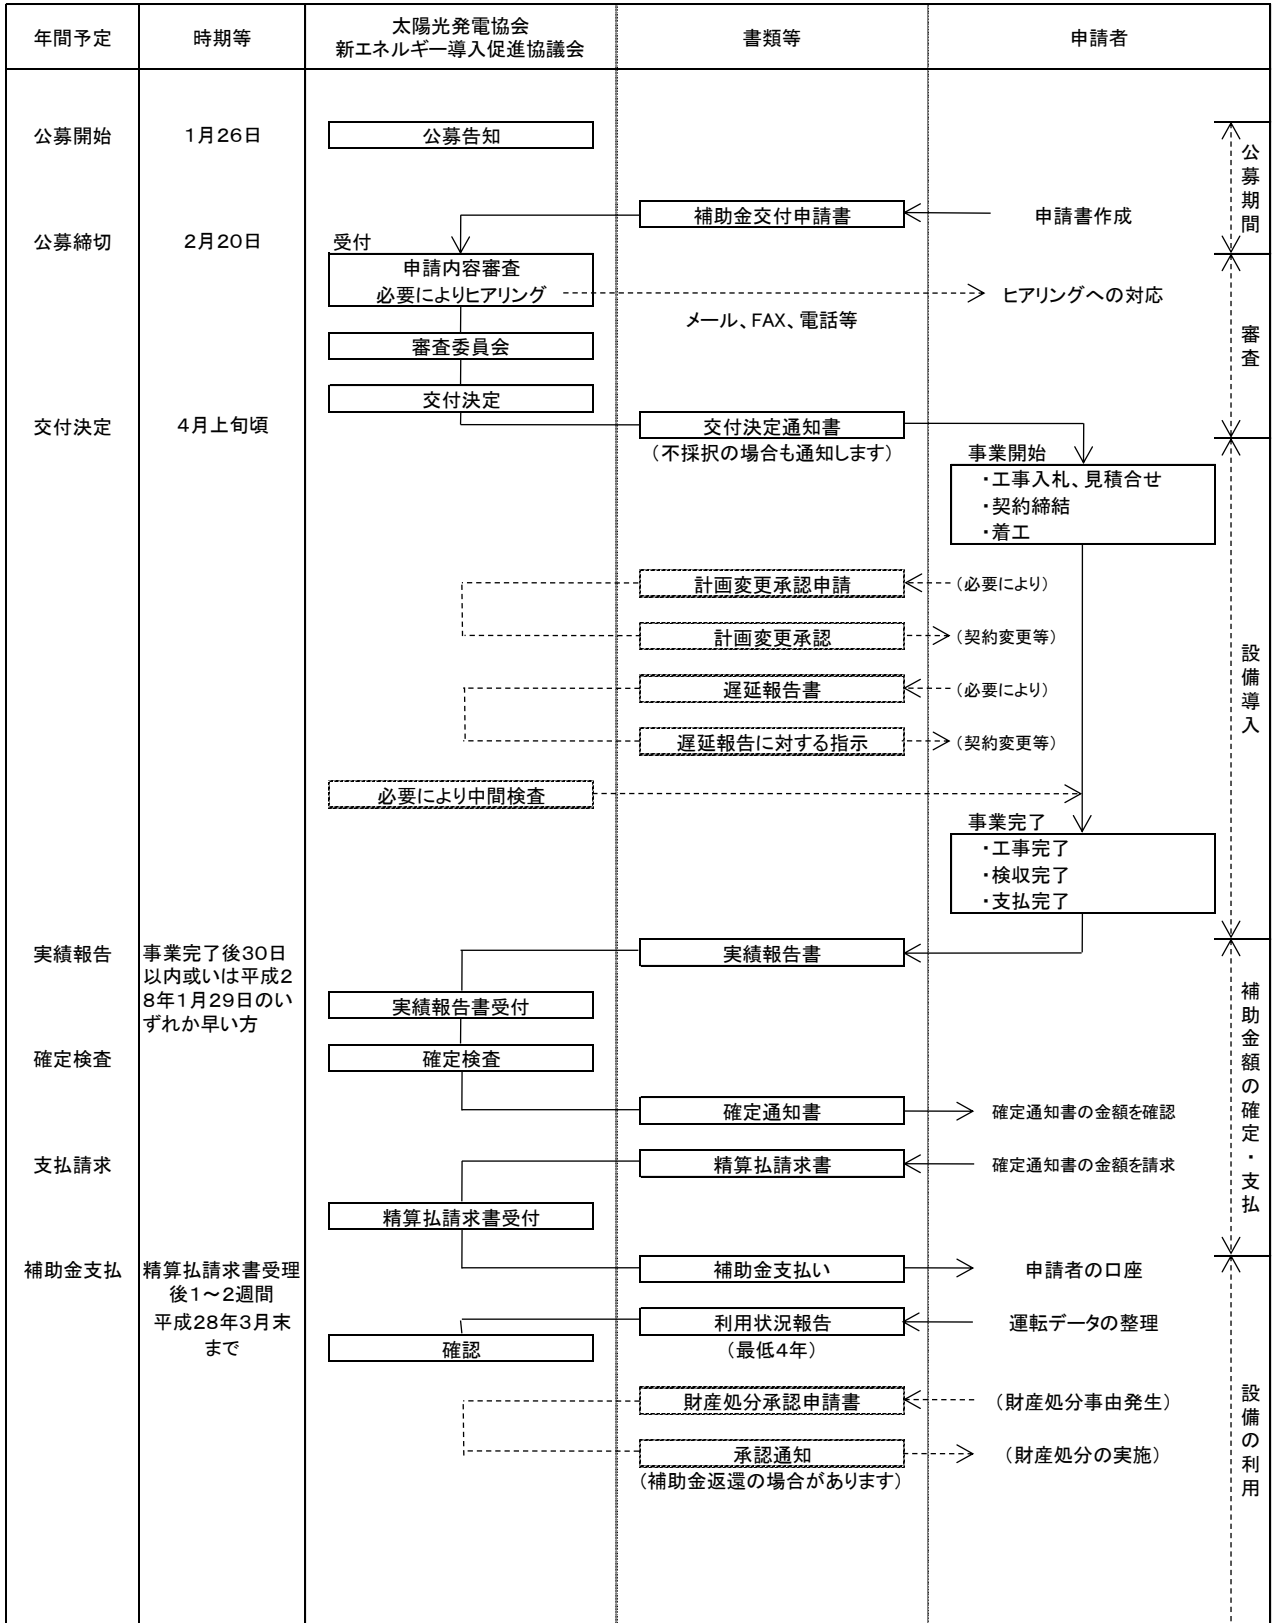 年間予定
時期等
太陽光発電協会
新エネルギー導入促進協議会
書類等
申請者
公募開始
1月26日
公募告知
公募期間
補助金交付申請書
申請書作成
公募締切
2月20日
受付
申請内容審査
必要によりヒアリング
ヒアリングへの対応
メール、FAX、電話等
審査
審査委員会
交付決定
交付決定
4月上旬頃
交付決定通知書
(不採択の場合も通知します)
事業開始
・工事入札、見積合せ
・契約締結
・着工
計画変更承認申請
(必要により)
計画変更承認
(契約変更等)
設備導入
遅延報告書
(必要により)
遅延報告に対する指示
(契約変更等)
必要により中間検査
事業完了
・工事完了
・検収完了
・支払完了
実績報告
事業完了後30日
以内或いは平成2
8年1月29日のい
ずれか早い方
実績報告書
実績報告書受付
補助金額の確定・支払
確定検査
確定検査
確定通知書
確定通知書の金額を確認
支払請求
精算払請求書
確定通知書の金額を請求
精算払請求書受付
補助金支払
精算払請求書受理
後1~2週間
平成28年3月末
まで
補助金支払い
申請者の口座
利用状況報告
(最低4年)
運転データの整理
確認
財産処分承認申請書
(財産処分事由発生)
設備の利用
承認通知
(補助金返還の場合があります)
(財産処分の実施)